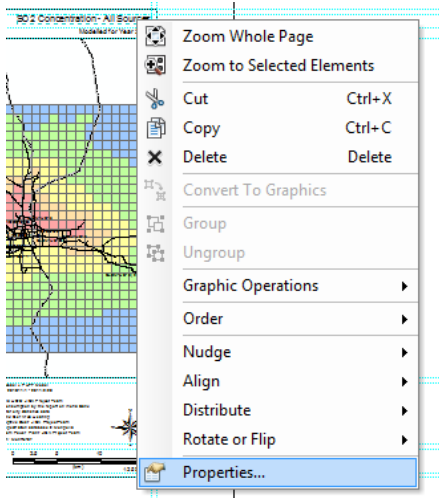 SO2 Concentration - All Sources
Modelled for Year
Zoom Whole Page
Zoom to Selected Elements
Cut Ctrl+X
Copy Ctrl+C
Delete Delete
Convert To Graphics
Group
Ungroup
Graphic Operations
Order
Nudge
Align
Distribute
Rotate or Flip
Properties...